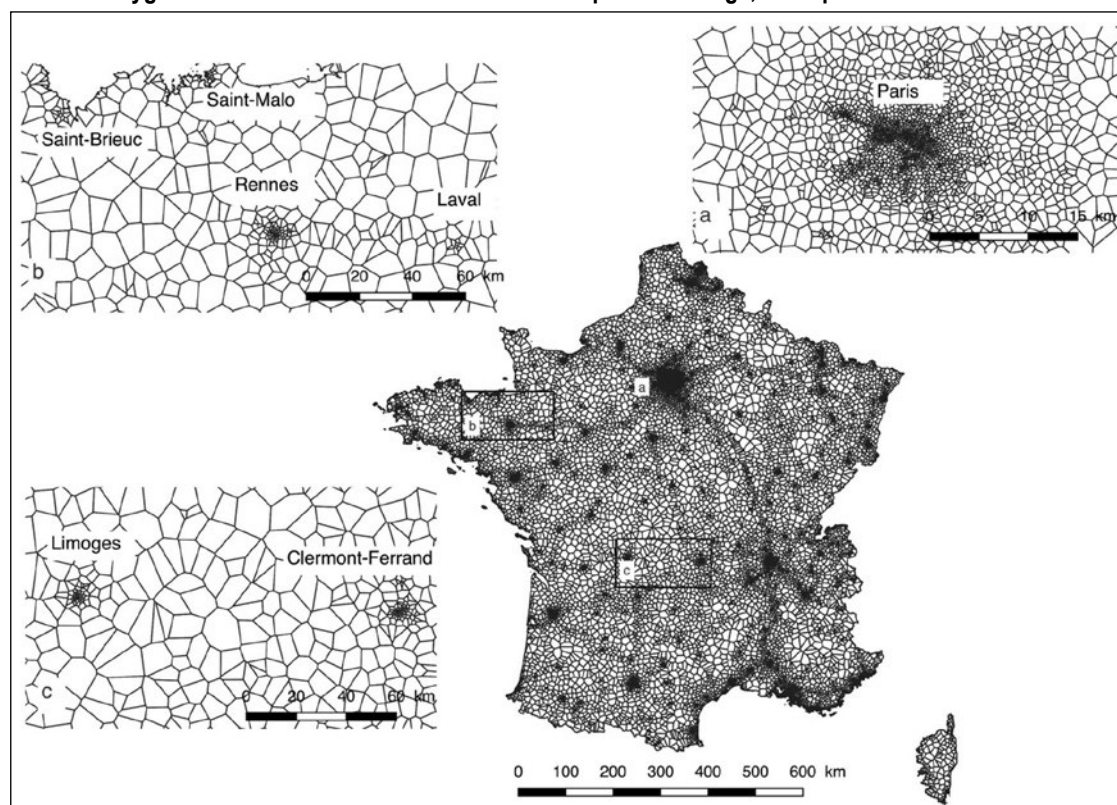 Saint-Malo
Saint-Brieuc
Rennes
Laval
b
0 20 40 60 km
Paris
a
0 5 10 15 km
a
b
c
Limoges
Clermont-Ferrand
c
0 20 40 60 km
0 100 200 300 400 500 600 km